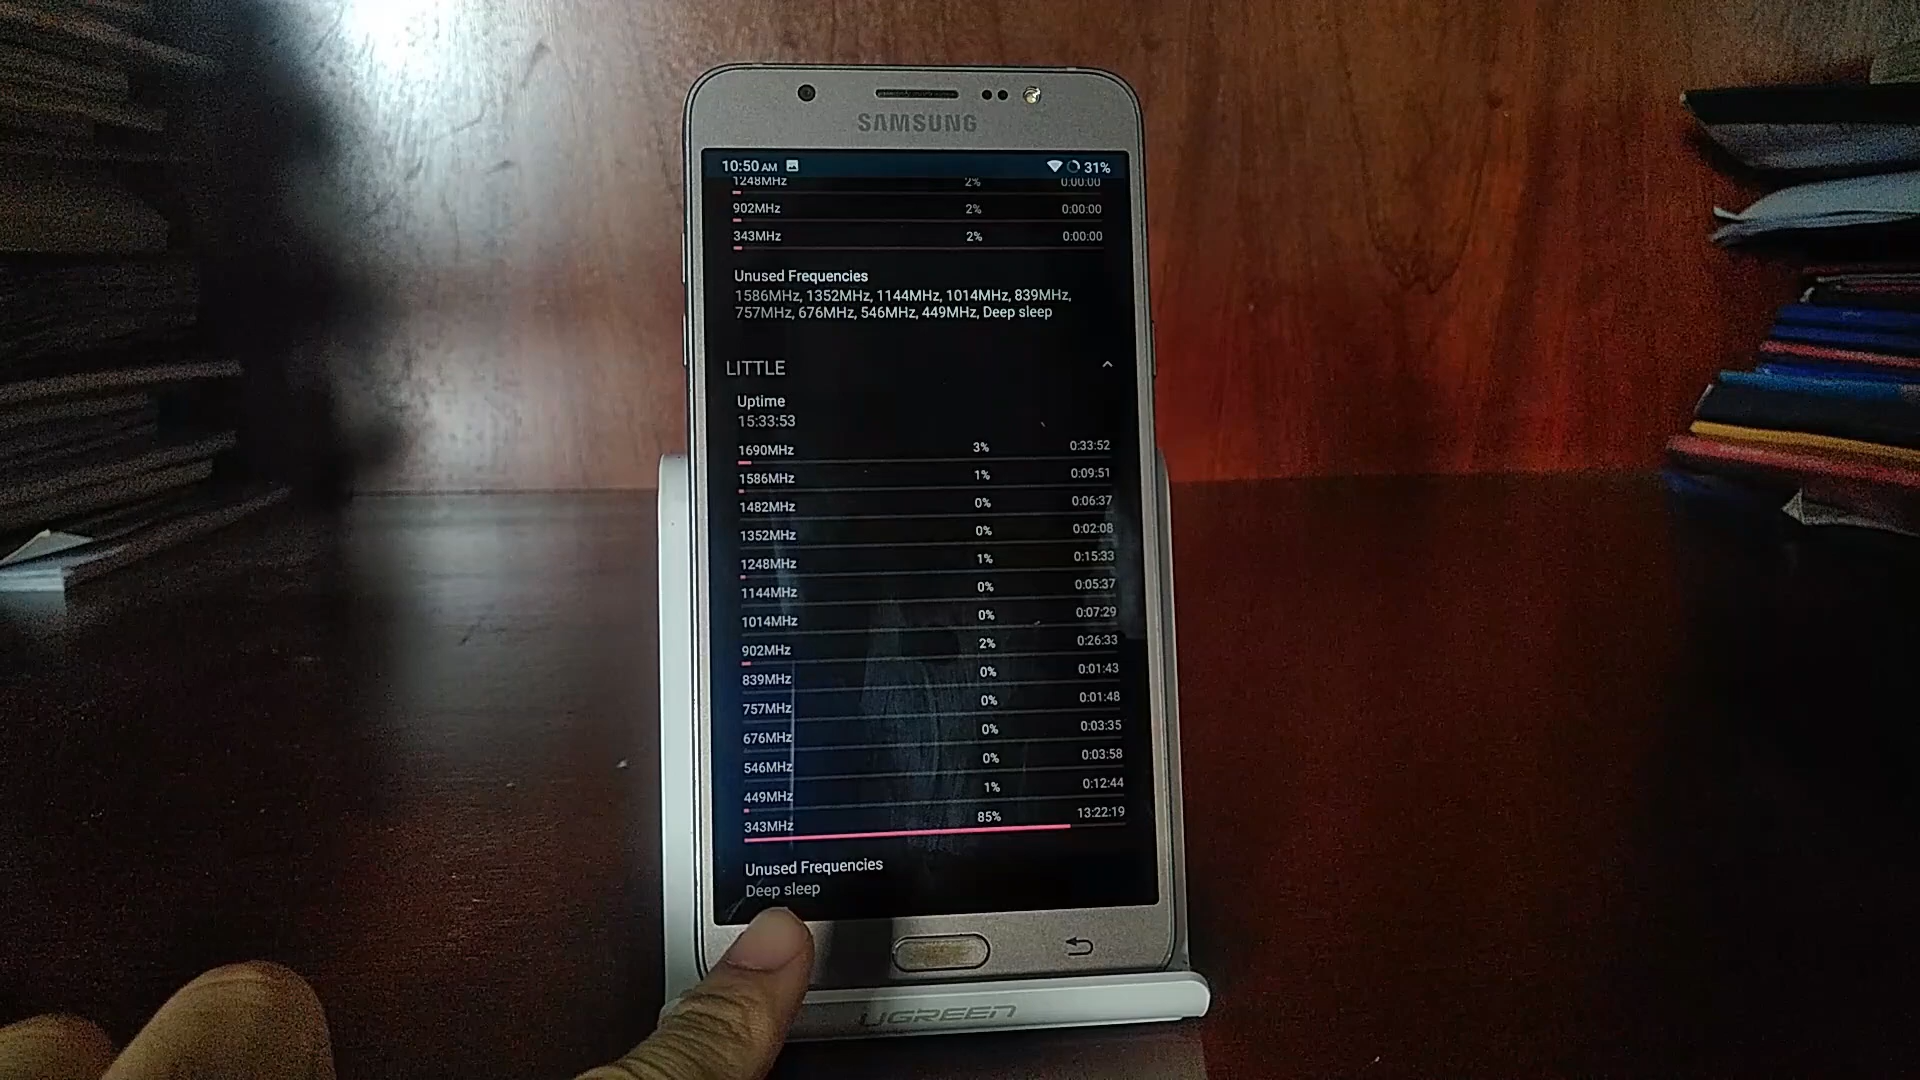 SAMSUNG
10:50 AM 31%
1248MHz 2% 0:00:00
902MHz 2% 0:00:00
343MHz 2% 0:00:00
Unused Frequencies
1586MHz, 1352MHz, 1144MHz, 1014MHz, 839MHz,
757MHz, 676MHz, 546MHz, 449MHz, Deep sleep
LITTLE
Uptime
15:33:53
1690MHz 3% 0:33:52
1586MHz 1% 0:09:51
1482MHz 0% 0:06:37
1352MHz 0% 0:02:08
1248MHz 1% 0:15:33
1144MHz 0% 0:05:37
1014MHz 0% 0:07:29
902MHz 2% 0:26:33
839MHz 0% 0:01:43
757MHz 0% 0:01:48
676MHz 0% 0:03:35
546MHz 0% 0:03:58
449MHz 1% 0:12:44
343MHz 85% 13:22:19
Unused Frequencies
Deep sleep
UGREEN